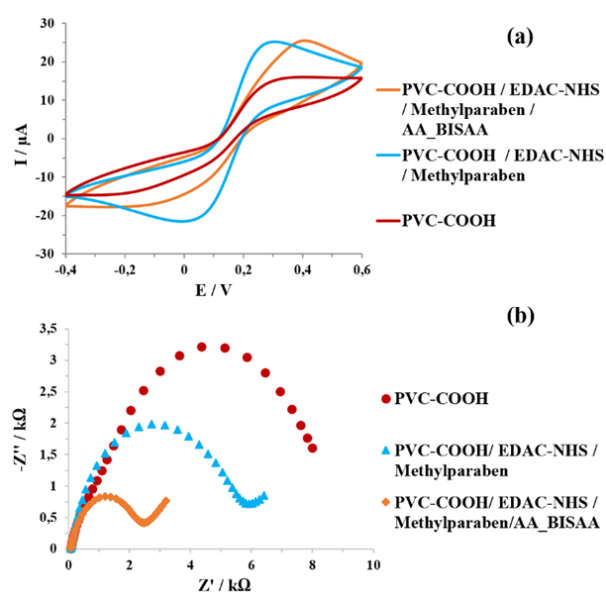 (a)
30
20
10
0
-10
-20
-30
I / µA
-0,4 -0,2 0 0,2 0,4 0,6
E / V
PVC-COOH / EDAC-NHS
/ Methylparaben /
AA_BISAA
PVC-COOH / EDAC-NHS
/ Methylparaben
PVC-COOH
(b)
3,5
3
2,5
2
1,5
1
0,5
0
-Z'' / kΩ
0 2 4 6 8 10
Z' / kΩ
PVC-COOH
PVC-COOH/ EDAC-NHS /
Methylparaben
PVC-COOH/ EDAC-NHS /
Methylparaben/AA_BISAA